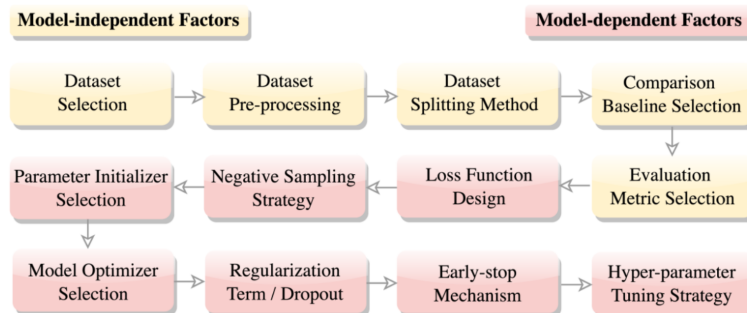 Model-independent Factors
Model-dependent Factors
Dataset
Selection
Dataset
Pre-processing
Dataset
Splitting Method
Comparison
Baseline Selection
Evaluation
Metric Selection
Loss Function
Design
Negative Sampling
Strategy
Parameter Initializer
Selection
Model Optimizer
Selection
Regularization
Term / Dropout
Early-stop
Mechanism
Hyper-parameter
Tuning Strategy